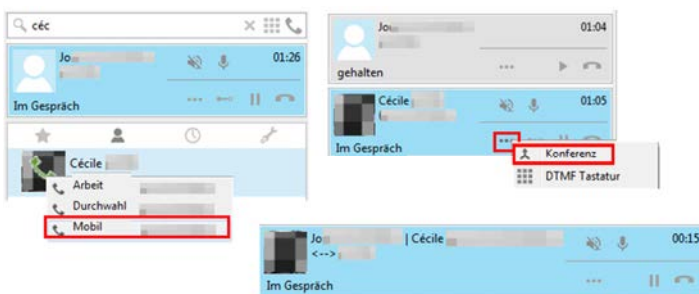 céc
Jo
01:26
Im Gespräch
Cécile
Arbeit
Durchwahl
Mobil
01:04
gehalten
Cécile
01:05
Im Gespräch
Konferenz
DTMF Tastatur
Jo | Cécile
<-->
00:15
Im Gespräch